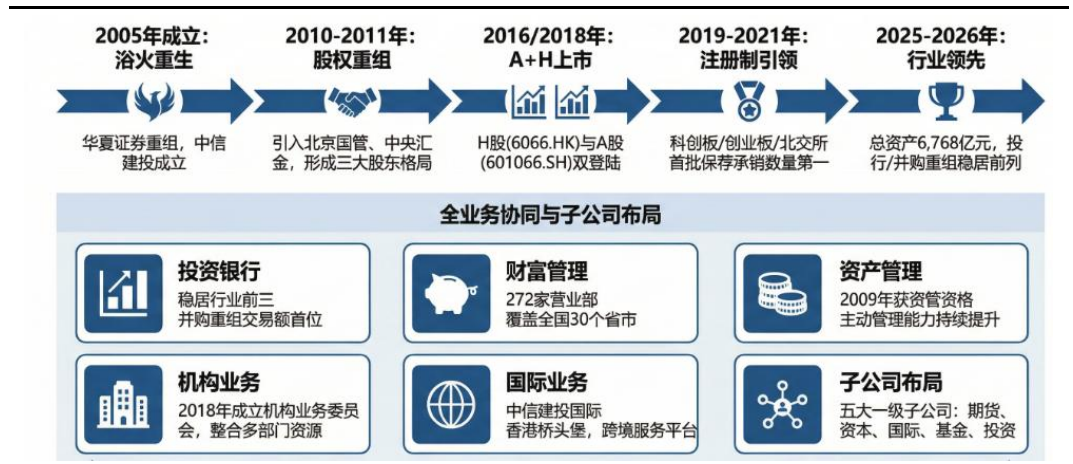 2005年成立：
浴火重生
华夏证券重组，中信
建投成立
2010-2011年：
股权重组
引入北京国管、中央汇
金，形成三大股东格局
2016/2018年：
A+H上市
H股(6066.HK)与A股
(601066.SH)双登陆
2019-2021年：
注册制引领
科创板/创业板/北交所
首批保荐承销数量第一
2025-2026年：
行业领先
总资产6,768亿元，投
行/并购重组稳居前列
全业务协同与子公司布局
投资银行
稳居行业前三
并购重组交易额首位
财富管理
272家营业部
覆盖全国30个省市
资产管理
2009年获资管资格
主动管理能力持续提升
机构业务
2018年成立机构业务委员
会，整合多部门资源
国际业务
中信建投国际
香港桥头堡，跨境服务平台
子公司布局
五大一级子公司：期货、
资本、国际、基金、投资